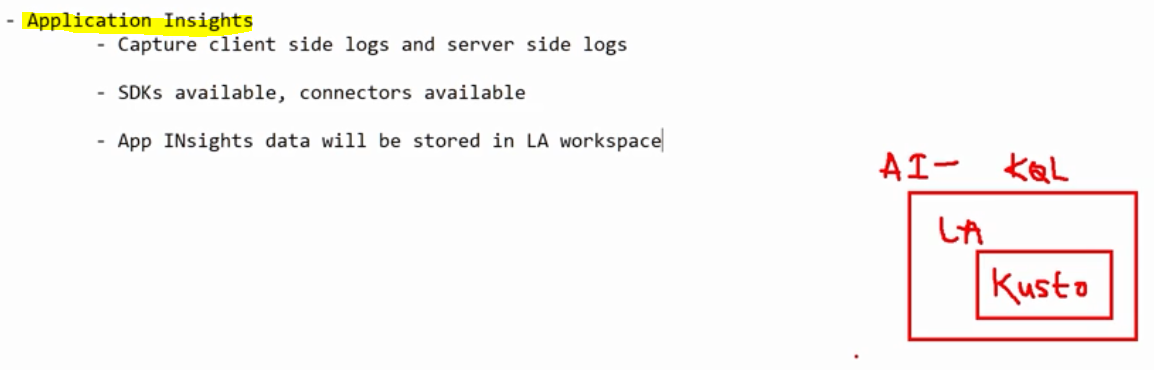 - Application Insights
- Capture client side logs and server side logs
- SDKs available, connectors available
- App INsights data will be stored in LA workspace
AI- KQL
LA
Kusto